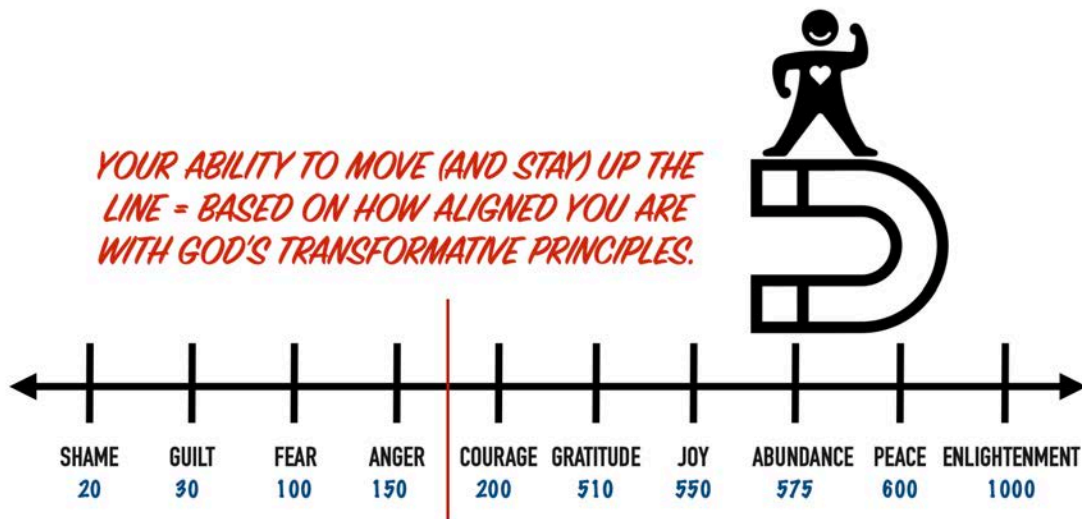 YOUR ABILITY TO MOVE (AND STAY) UP THE
LINE = BASED ON HOW ALIGNED YOU ARE
WITH GOD'S TRANSFORMATIVE PRINCIPLES.
SHAME GUILT FEAR ANGER COURAGE GRATITUDE JOY ABUNDANCE PEACE ENLIGHTENMENT
20 30 100 150 200 510 550 575 600 1000